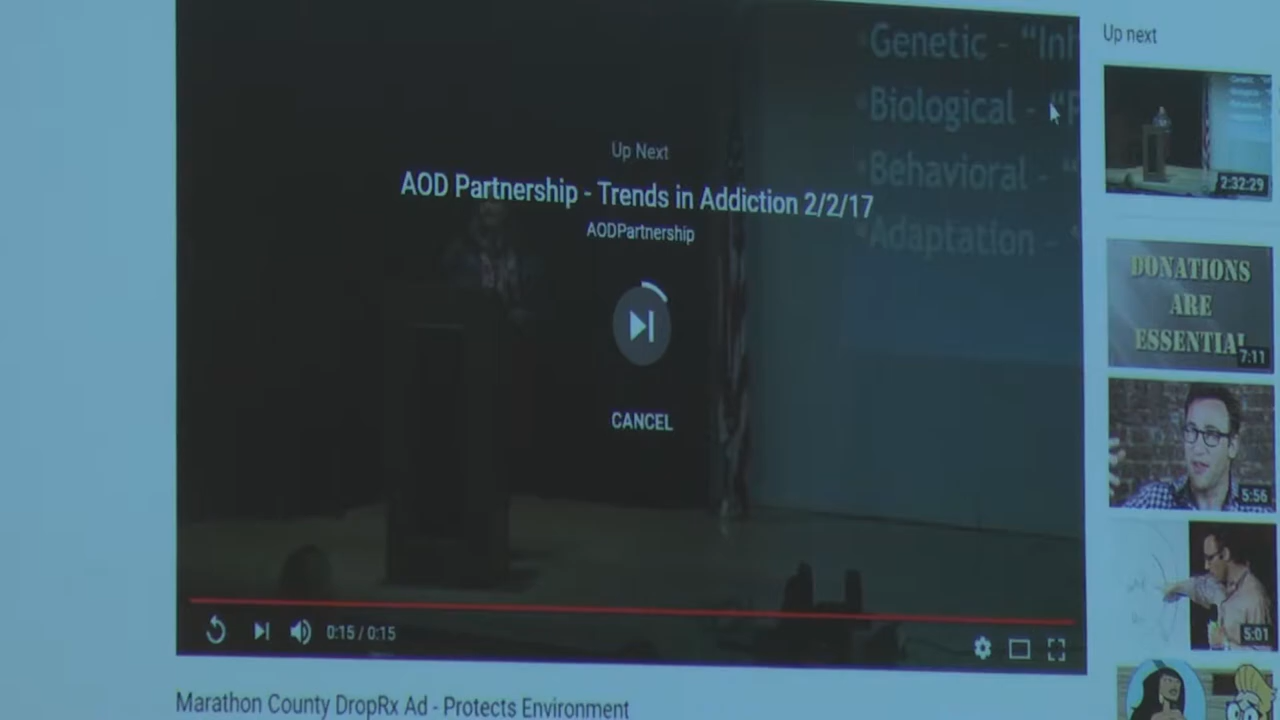 Genetic - "Inh
Biological -
Behavioral - "
Adaptation -
Up Next
AOD Partnership - Trends in Addiction 2/2/17
AODPartnership
CANCEL
0:15 / 0:15
Marathon County DropRx Ad - Protects Environment
Up next
2:32:29
DONATIONS
ARE
ESSENTIAL
7:11
5:56
5:01